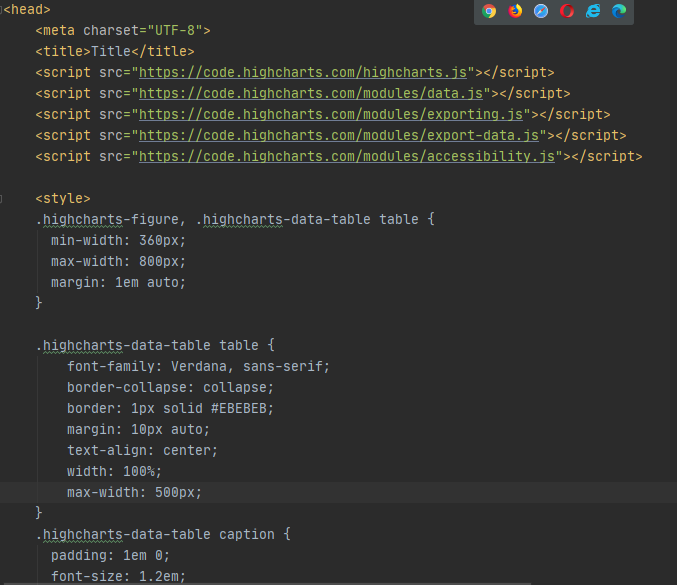 <head>
    <meta charset="UTF-8">
    <title>Title</title>
    <script src="https://code.highcharts.com/highcharts.js"></script>
    <script src="https://code.highcharts.com/modules/data.js"></script>
    <script src="https://code.highcharts.com/modules/exporting.js"></script>
    <script src="https://code.highcharts.com/modules/export-data.js"></script>
    <script src="https://code.highcharts.com/modules/accessibility.js"></script>

    <style>
    .highcharts-figure, .highcharts-data-table table {
      min-width: 360px;
      max-width: 800px;
      margin: 1em auto;
    }

    .highcharts-data-table table {
        font-family: Verdana, sans-serif;
        border-collapse: collapse;
        border: 1px solid #EBEBEB;
        margin: 10px auto;
        text-align: center;
        width: 100%;
        max-width: 500px;
    }
    .highcharts-data-table caption {
      padding: 1em 0;
      font-size: 1.2em;